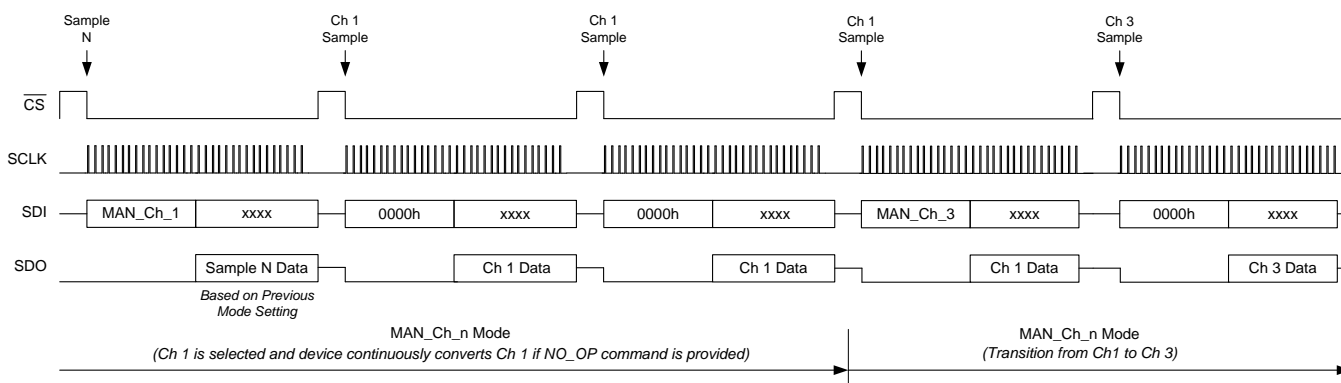 Sample
N
Ch 1
Sample
Ch 1
Sample
Ch 1
Sample
Ch 3
Sample
CS
SCLK
SDI
MAN_Ch_1
xxxx
0000h
xxxx
0000h
xxxx
MAN_Ch_3
xxxx
0000h
xxxx
SDO
Sample N Data
Ch 1 Data
Ch 1 Data
Ch 1 Data
Ch 3 Data
Based on Previous
Mode Setting
MAN_Ch_n Mode
(Ch 1 is selected and device continuously converts Ch 1 if NO_OP command is provided)
MAN_Ch_n Mode
(Transition from Ch1 to Ch 3)